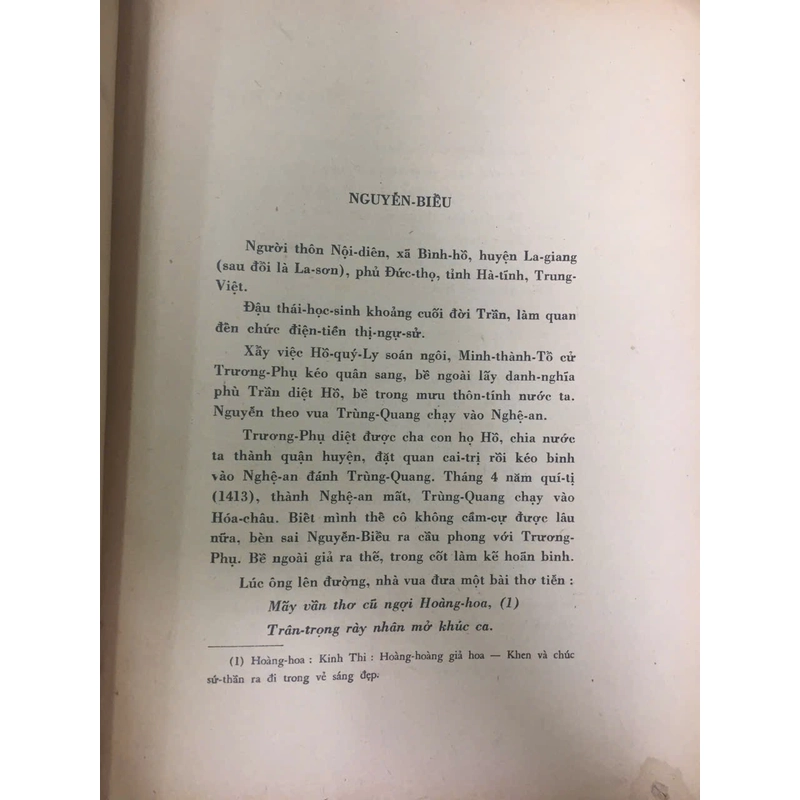 NGUYỄN-BIỀU
Người thôn Nội-diên, xã Bình-hồ, huyện La-giang
(sau đổi là La-sơn), phủ Đức-thọ, tỉnh Hà-tĩnh, Trung-
Việt.
Đậu thái-học-sinh khoảng cuối đời Trần, làm quan
đến chức điện-tiền thị-ngự-sử.
Xẩy việc Hồ-quý-Ly soán ngôi, Minh-thành-Tổ cử
Trương-Phụ kéo quân sang, bề ngoài lấy danh-nghĩa
phù Trần diệt Hồ, bề trong mưu thôn-tính nước ta.
Nguyễn theo vua Trùng-Quang chạy vào Nghệ-an.
Trương-Phụ diệt được cha con họ Hồ, chia nước
ta thành quận huyện, đặt quan cai-trị rồi kéo binh
vào Nghệ-an đánh Trùng-Quang. Tháng 4 năm quí-tị
(1413), thành Nghệ-an mất, Trùng-Quang chạy vào
Hóa-châu. Biết mình thế cô không cầm-cự được lâu
nữa, bèn sai Nguyễn-Biều ra cầu phong với Trương-
Phụ. Bề ngoài giả ra thế, trong cốt làm kế hoãn binh.
Lúc ông lên đường, nhà vua đưa một bài thơ tiễn :
Mấy vần thơ cũ ngợi Hoàng-hoa, (1)
Trân-trọng rày nhân mở khúc ca.
(1) Hoàng-hoa : Kinh Thi : Hoàng-hoàng giả hoa — Khen và chúc
sứ-thần ra đi trong vẻ sáng đẹp.